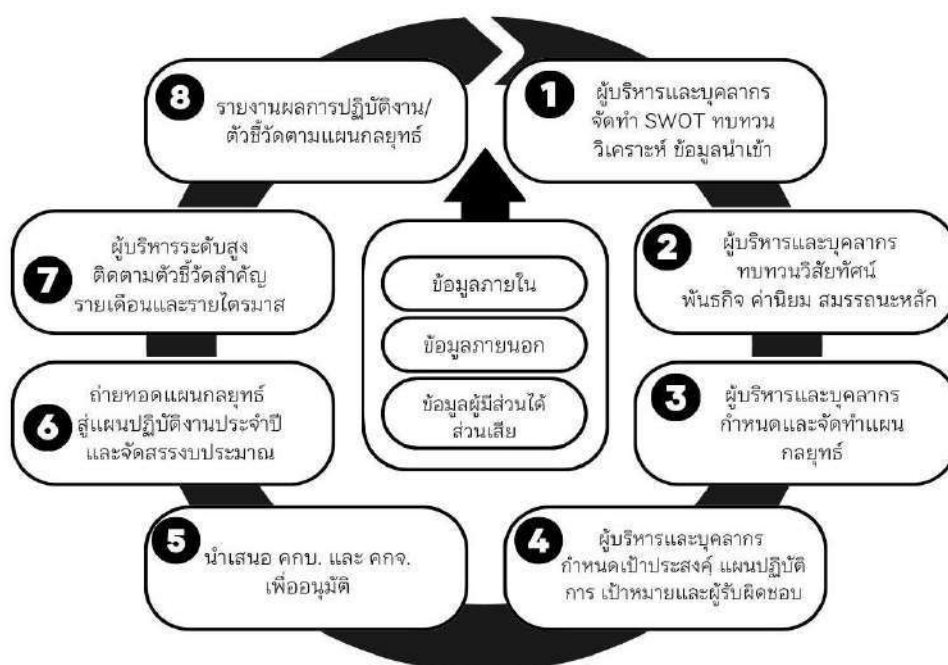 1
ผู้บริหารและบุคลากร
จัดทำ SWOT ทบทวน
วิเคราะห์ ข้อมูลนำเข้า
2
ผู้บริหารและบุคลากร
ทบทวนวิสัยทัศน์
พันธกิจ ค่านิยม สมรรถนะหลัก
3
ผู้บริหารและบุคลากร
กำหนดและจัดทำแผน
กลยุทธ์
4
ผู้บริหารและบุคลากร
กำหนดเป้าประสงค์ แผนปฏิบัติ
การ เป้าหมายและผู้รับผิดชอบ
5
นำเสนอ คกบ. และ คกจ.
เพื่ออนุมัติ
6
ถ่ายทอดแผนกลยุทธ์
สู่แผนปฏิบัติงานประจำปี
และจัดสรรงบประมาณ
7
ผู้บริหารระดับสูง
ติดตามตัวชี้วัดสำคัญ
รายเดือนและรายไตรมาส
8
รายงานผลการปฏิบัติงาน/
ตัวชี้วัดตามแผนกลยุทธ์
ข้อมูลภายใน
ข้อมูลภายนอก
ข้อมูลผู้มีส่วนได้
ส่วนเสีย